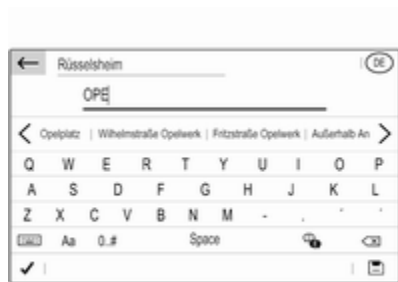 Rüsselsheim DE
OPE
Opelplatz | Wilhelmstraße Opelwerk | Fritzstraße Opelwerk | Außerhalb An
Q W E R T Y U I O P
A S D F G H J K L
Z X C V B N M - . ´ ´
Aa 0..# Space